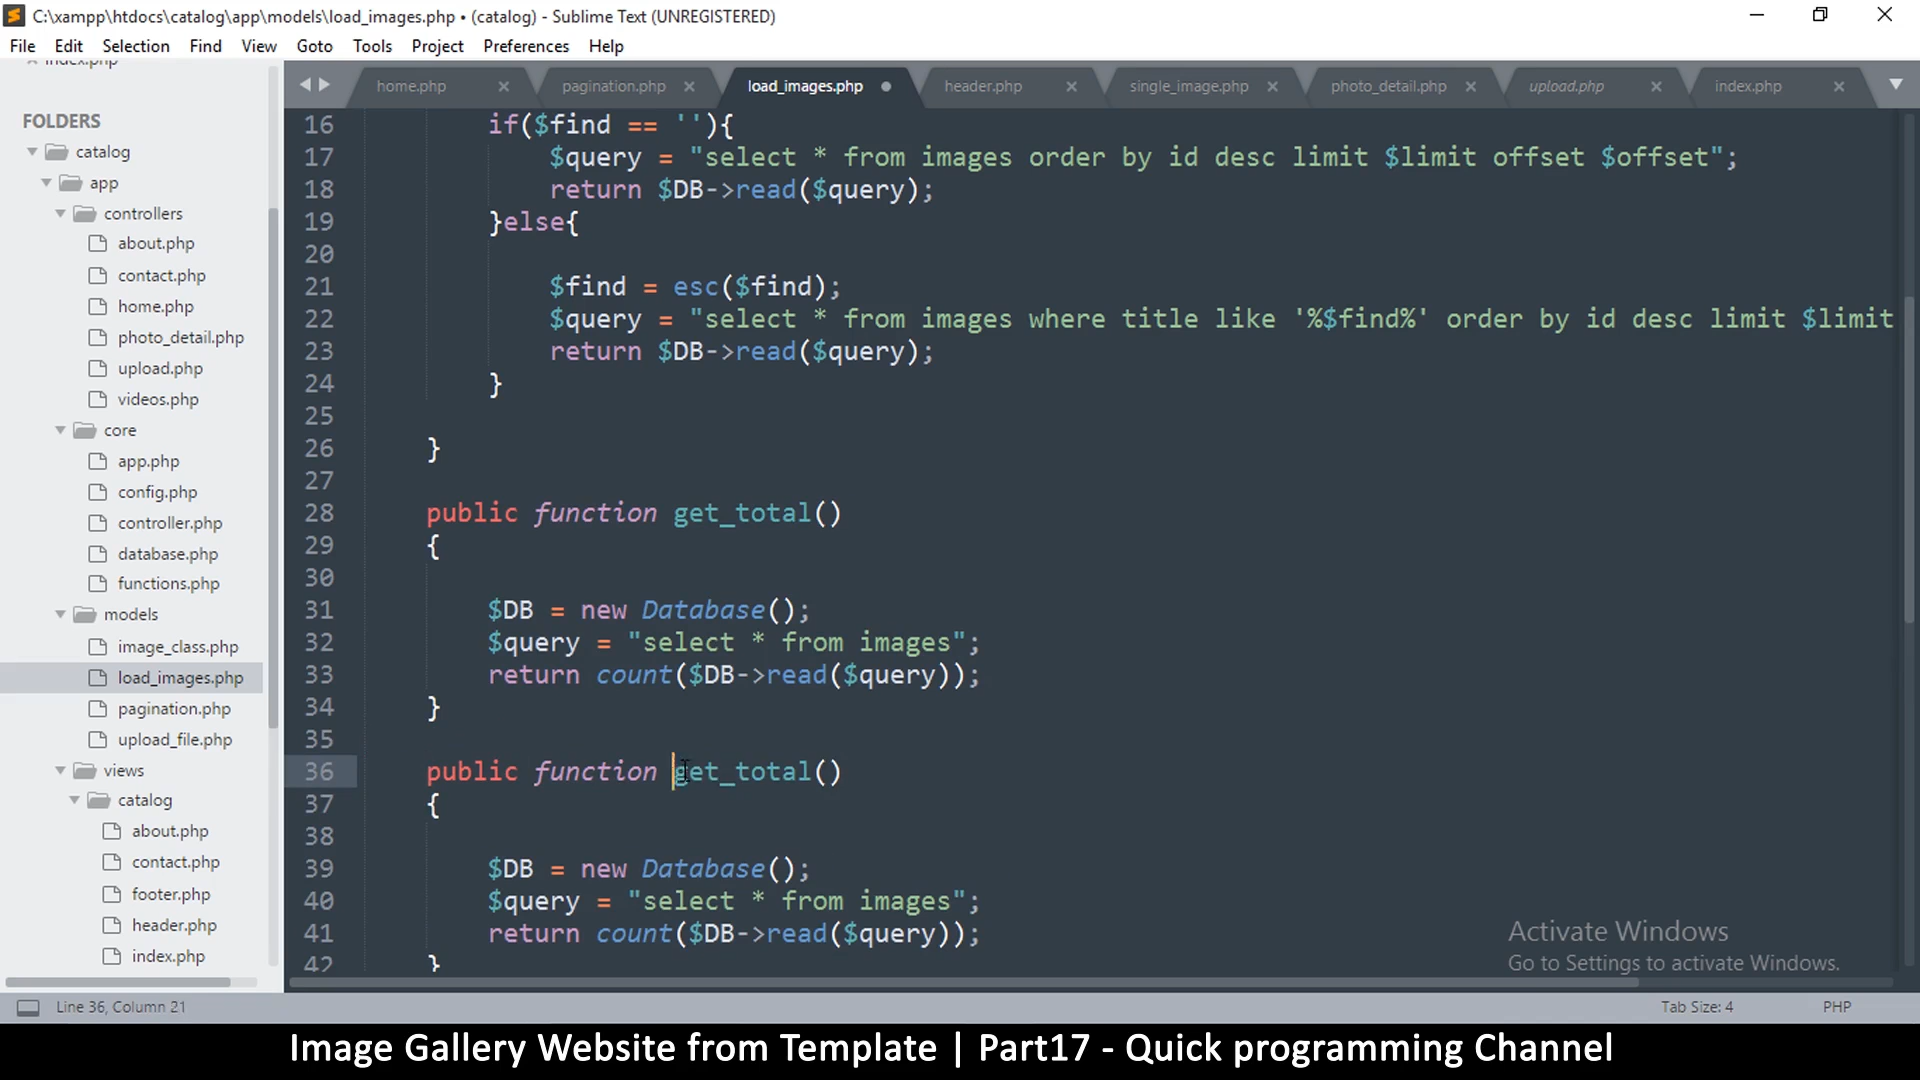 C:\xampp\htdocs\catalog\app\models\load_images.php • (catalog) - Sublime Text (UNREGISTERED)
File Edit Selection Find View Goto Tools Project Preferences Help
index.php
home.php pagination.php load_images.php header.php single_image.php photo_detail.php upload.php index.php
FOLDERS
catalog
app
controllers
about.php
contact.php
home.php
photo_detail.php
upload.php
videos.php
core
app.php
config.php
controller.php
database.php
functions.php
models
image_class.php
load_images.php
pagination.php
upload_file.php
views
catalog
about.php
contact.php
footer.php
header.php
index.php
16 if($find == ''){
17 $query = "select * from images order by id desc limit $limit offset $offset";
18 return $DB->read($query);
19 }else{
20
21 $find = esc($find);
22 $query = "select * from images where title like '%$find%' order by id desc limit $limit
23 return $DB->read($query);
24 }
25
26 }
27
28 public function get_total()
29 {
30
31 $DB = new Database();
32 $query = "select * from images";
33 return count($DB->read($query));
34 }
35
36 public function get_total()
37 {
38
39 $DB = new Database();
40 $query = "select * from images";
41 return count($DB->read($query));
42 }
Activate Windows
Go to Settings to activate Windows.
Line 36, Column 21 Tab Size: 4 PHP
Image Gallery Website from Template | Part17 - Quick programming Channel